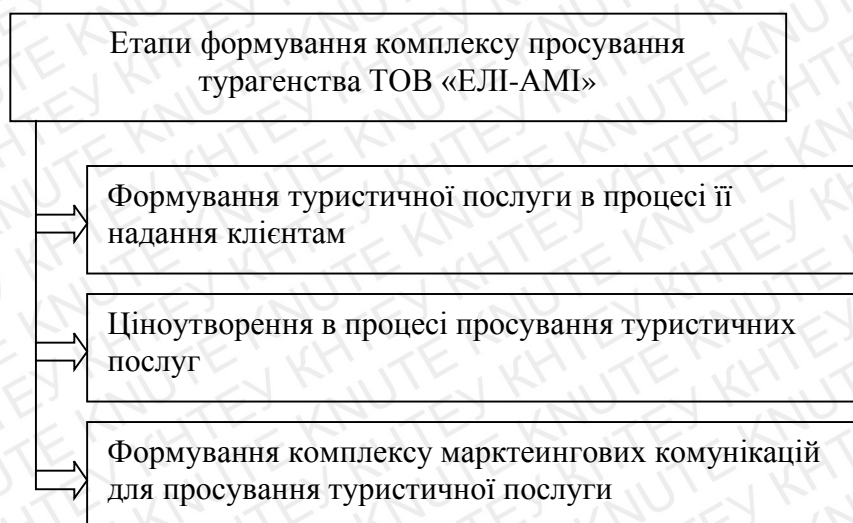 Етапи формування комплексу просування
турагенства ТОВ «ЕЛІ-АМІ»
Формування туристичної послуги в процесі її
надання клієнтам
Ціноутворення в процесі просування туристичних
послуг
Формування комплексу марктеингових комунікацій
для просування туристичної послуги